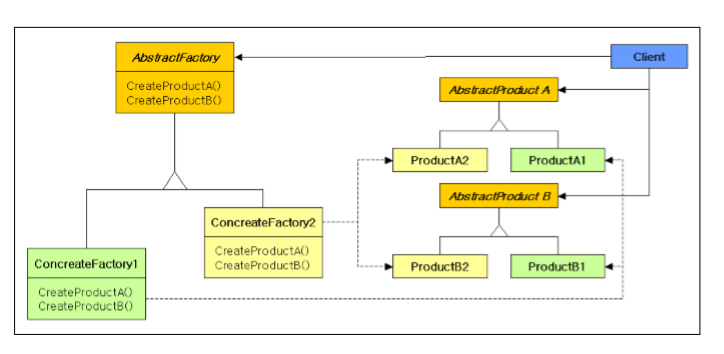 AbstractFactory
CreateProductA()
CreateProductB()
Client
AbstractProduct A
ProductA2
ProductA1
AbstractProduct B
ProductB2
ProductB1
ConcreateFactory2
CreateProductA()
CreateProductB()
ConcreateFactory1
CreateProductA()
CreateProductB()